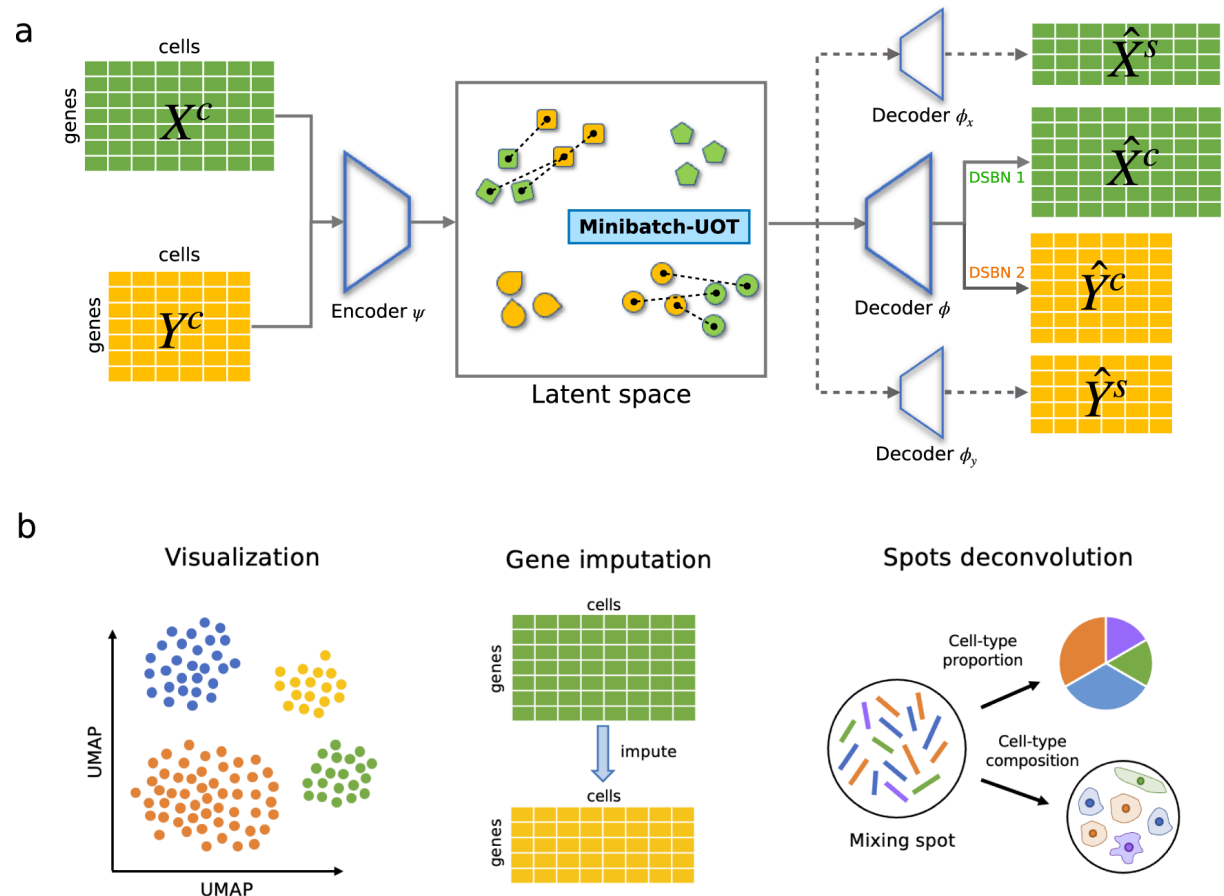 a
cells
genes
X^c
cells
genes
Y^c
Encoder ψ
Minibatch-UOT
Latent space
Decoder ϕ_x
X̂^s
DSBN 1
X̂^c
Decoder ϕ
DSBN 2
Ŷ^c
Decoder ϕ_y
Ŷ^s
b
Visualization
UMAP
UMAP
Gene imputation
cells
genes
impute
cells
genes
Spots deconvolution
Cell-type
proportion
Cell-type
composition
Mixing spot